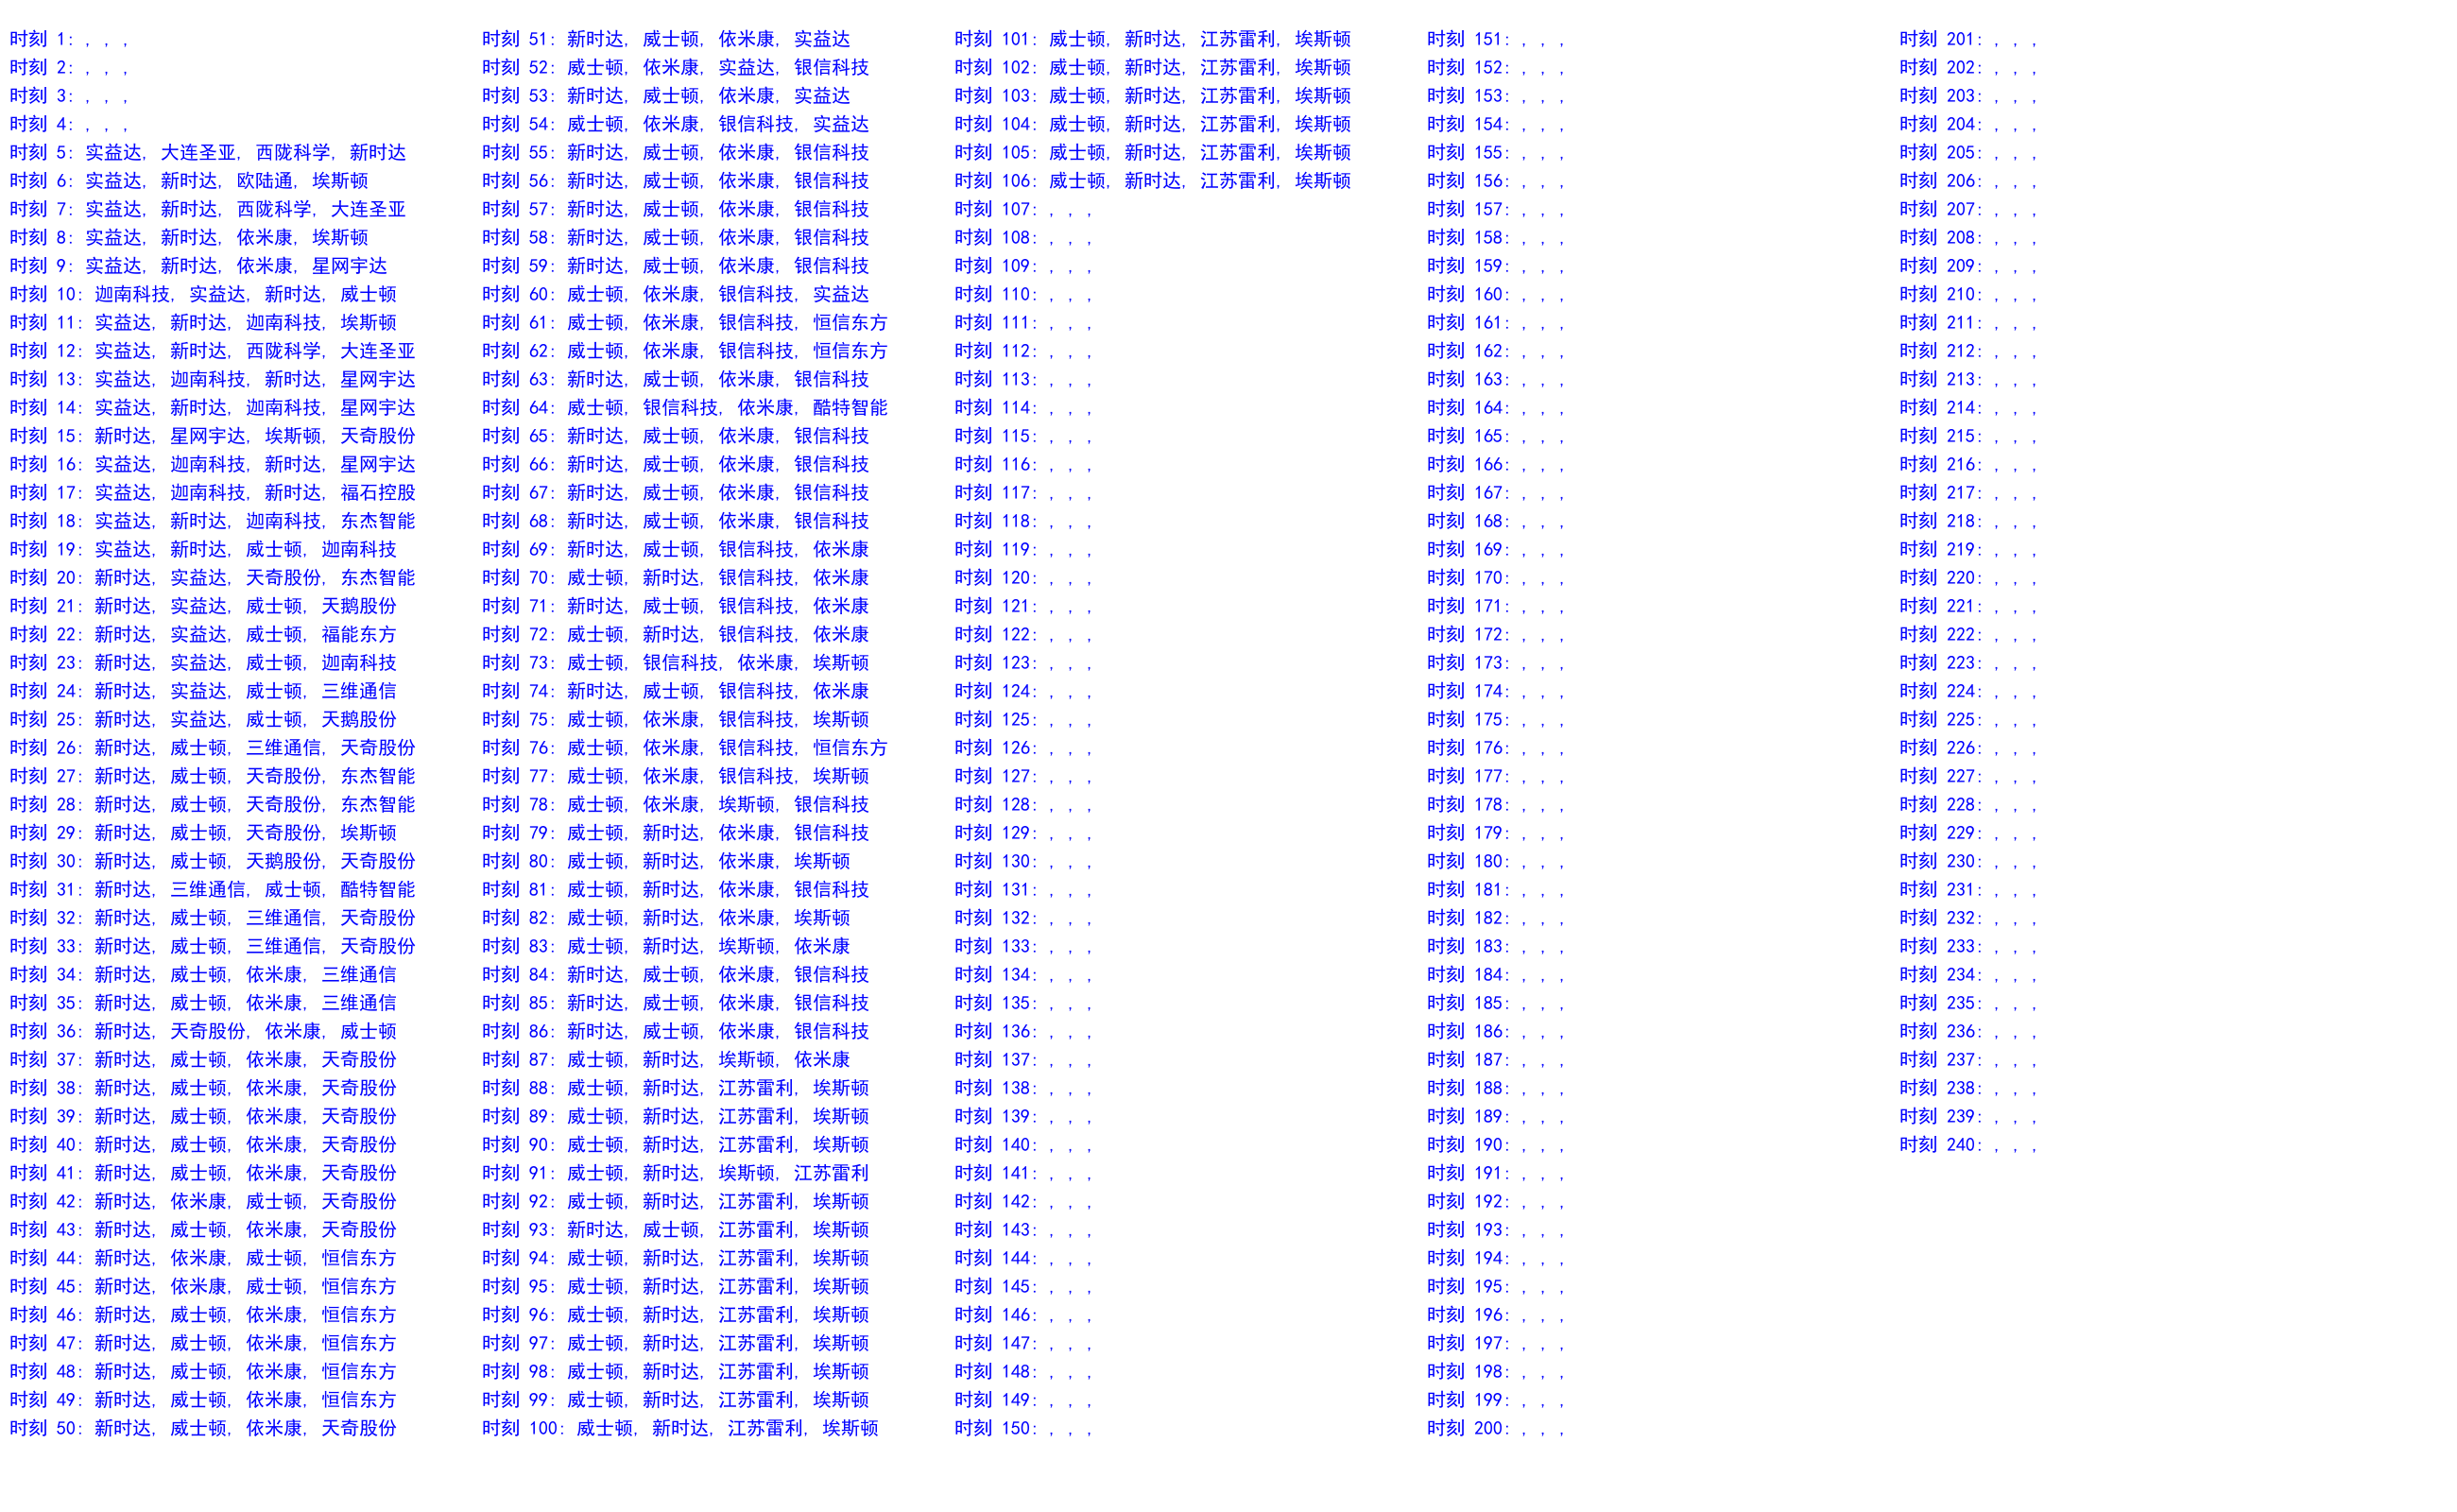 时刻 1: , , ,
时刻 2: , , ,
时刻 3: , , ,
时刻 4: , , ,
时刻 5: 实益达, 大连圣亚, 西陇科学, 新时达
时刻 6: 实益达, 新时达, 欧陆通, 埃斯顿
时刻 7: 实益达, 新时达, 西陇科学, 大连圣亚
时刻 8: 实益达, 新时达, 依米康, 埃斯顿
时刻 9: 实益达, 新时达, 依米康, 星网宇达
时刻 10: 迦南科技, 实益达, 新时达, 威士顿
时刻 11: 实益达, 新时达, 迦南科技, 埃斯顿
时刻 12: 实益达, 新时达, 西陇科学, 大连圣亚
时刻 13: 实益达, 迦南科技, 新时达, 星网宇达
时刻 14: 实益达, 新时达, 迦南科技, 星网宇达
时刻 15: 新时达, 星网宇达, 埃斯顿, 天奇股份
时刻 16: 实益达, 迦南科技, 新时达, 星网宇达
时刻 17: 实益达, 迦南科技, 新时达, 福石控股
时刻 18: 实益达, 新时达, 迦南科技, 东杰智能
时刻 19: 实益达, 新时达, 威士顿, 迦南科技
时刻 20: 新时达, 实益达, 天奇股份, 东杰智能
时刻 21: 新时达, 实益达, 威士顿, 天鹅股份
时刻 22: 新时达, 实益达, 威士顿, 福能东方
时刻 23: 新时达, 实益达, 威士顿, 迦南科技
时刻 24: 新时达, 实益达, 威士顿, 三维通信
时刻 25: 新时达, 实益达, 威士顿, 天鹅股份
时刻 26: 新时达, 威士顿, 三维通信, 天奇股份
时刻 27: 新时达, 威士顿, 天奇股份, 东杰智能
时刻 28: 新时达, 威士顿, 天奇股份, 东杰智能
时刻 29: 新时达, 威士顿, 天奇股份, 埃斯顿
时刻 30: 新时达, 威士顿, 天鹅股份, 天奇股份
时刻 31: 新时达, 三维通信, 威士顿, 酷特智能
时刻 32: 新时达, 威士顿, 三维通信, 天奇股份
时刻 33: 新时达, 威士顿, 三维通信, 天奇股份
时刻 34: 新时达, 威士顿, 依米康, 三维通信
时刻 35: 新时达, 威士顿, 依米康, 三维通信
时刻 36: 新时达, 天奇股份, 依米康, 威士顿
时刻 37: 新时达, 威士顿, 依米康, 天奇股份
时刻 38: 新时达, 威士顿, 依米康, 天奇股份
时刻 39: 新时达, 威士顿, 依米康, 天奇股份
时刻 40: 新时达, 威士顿, 依米康, 天奇股份
时刻 41: 新时达, 威士顿, 依米康, 天奇股份
时刻 42: 新时达, 依米康, 威士顿, 天奇股份
时刻 43: 新时达, 威士顿, 依米康, 天奇股份
时刻 44: 新时达, 依米康, 威士顿, 恒信东方
时刻 45: 新时达, 依米康, 威士顿, 恒信东方
时刻 46: 新时达, 威士顿, 依米康, 恒信东方
时刻 47: 新时达, 威士顿, 依米康, 恒信东方
时刻 48: 新时达, 威士顿, 依米康, 恒信东方
时刻 49: 新时达, 威士顿, 依米康, 恒信东方
时刻 50: 新时达, 威士顿, 依米康, 天奇股份
时刻 51: 新时达, 威士顿, 依米康, 实益达
时刻 52: 威士顿, 依米康, 实益达, 银信科技
时刻 53: 新时达, 威士顿, 依米康, 实益达
时刻 54: 威士顿, 依米康, 银信科技, 实益达
时刻 55: 新时达, 威士顿, 依米康, 银信科技
时刻 56: 新时达, 威士顿, 依米康, 银信科技
时刻 57: 新时达, 威士顿, 依米康, 银信科技
时刻 58: 新时达, 威士顿, 依米康, 银信科技
时刻 59: 新时达, 威士顿, 依米康, 银信科技
时刻 60: 威士顿, 依米康, 银信科技, 实益达
时刻 61: 威士顿, 依米康, 银信科技, 恒信东方
时刻 62: 威士顿, 依米康, 银信科技, 恒信东方
时刻 63: 新时达, 威士顿, 依米康, 银信科技
时刻 64: 威士顿, 银信科技, 依米康, 酷特智能
时刻 65: 新时达, 威士顿, 依米康, 银信科技
时刻 66: 新时达, 威士顿, 依米康, 银信科技
时刻 67: 新时达, 威士顿, 依米康, 银信科技
时刻 68: 新时达, 威士顿, 依米康, 银信科技
时刻 69: 新时达, 威士顿, 银信科技, 依米康
时刻 70: 威士顿, 新时达, 银信科技, 依米康
时刻 71: 新时达, 威士顿, 银信科技, 依米康
时刻 72: 威士顿, 新时达, 银信科技, 依米康
时刻 73: 威士顿, 银信科技, 依米康, 埃斯顿
时刻 74: 新时达, 威士顿, 银信科技, 依米康
时刻 75: 威士顿, 依米康, 银信科技, 埃斯顿
时刻 76: 威士顿, 依米康, 银信科技, 恒信东方
时刻 77: 威士顿, 依米康, 银信科技, 埃斯顿
时刻 78: 威士顿, 依米康, 埃斯顿, 银信科技
时刻 79: 威士顿, 新时达, 依米康, 银信科技
时刻 80: 威士顿, 新时达, 依米康, 埃斯顿
时刻 81: 威士顿, 新时达, 依米康, 银信科技
时刻 82: 威士顿, 新时达, 依米康, 埃斯顿
时刻 83: 威士顿, 新时达, 埃斯顿, 依米康
时刻 84: 新时达, 威士顿, 依米康, 银信科技
时刻 85: 新时达, 威士顿, 依米康, 银信科技
时刻 86: 新时达, 威士顿, 依米康, 银信科技
时刻 87: 威士顿, 新时达, 埃斯顿, 依米康
时刻 88: 威士顿, 新时达, 江苏雷利, 埃斯顿
时刻 89: 威士顿, 新时达, 江苏雷利, 埃斯顿
时刻 90: 威士顿, 新时达, 江苏雷利, 埃斯顿
时刻 91: 威士顿, 新时达, 埃斯顿, 江苏雷利
时刻 92: 威士顿, 新时达, 江苏雷利, 埃斯顿
时刻 93: 新时达, 威士顿, 江苏雷利, 埃斯顿
时刻 94: 威士顿, 新时达, 江苏雷利, 埃斯顿
时刻 95: 威士顿, 新时达, 江苏雷利, 埃斯顿
时刻 96: 威士顿, 新时达, 江苏雷利, 埃斯顿
时刻 97: 威士顿, 新时达, 江苏雷利, 埃斯顿
时刻 98: 威士顿, 新时达, 江苏雷利, 埃斯顿
时刻 99: 威士顿, 新时达, 江苏雷利, 埃斯顿
时刻 100: 威士顿, 新时达, 江苏雷利, 埃斯顿
时刻 101: 威士顿, 新时达, 江苏雷利, 埃斯顿
时刻 102: 威士顿, 新时达, 江苏雷利, 埃斯顿
时刻 103: 威士顿, 新时达, 江苏雷利, 埃斯顿
时刻 104: 威士顿, 新时达, 江苏雷利, 埃斯顿
时刻 105: 威士顿, 新时达, 江苏雷利, 埃斯顿
时刻 106: 威士顿, 新时达, 江苏雷利, 埃斯顿
时刻 107: , , ,
时刻 108: , , ,
时刻 109: , , ,
时刻 110: , , ,
时刻 111: , , ,
时刻 112: , , ,
时刻 113: , , ,
时刻 114: , , ,
时刻 115: , , ,
时刻 116: , , ,
时刻 117: , , ,
时刻 118: , , ,
时刻 119: , , ,
时刻 120: , , ,
时刻 121: , , ,
时刻 122: , , ,
时刻 123: , , ,
时刻 124: , , ,
时刻 125: , , ,
时刻 126: , , ,
时刻 127: , , ,
时刻 128: , , ,
时刻 129: , , ,
时刻 130: , , ,
时刻 131: , , ,
时刻 132: , , ,
时刻 133: , , ,
时刻 134: , , ,
时刻 135: , , ,
时刻 136: , , ,
时刻 137: , , ,
时刻 138: , , ,
时刻 139: , , ,
时刻 140: , , ,
时刻 141: , , ,
时刻 142: , , ,
时刻 143: , , ,
时刻 144: , , ,
时刻 145: , , ,
时刻 146: , , ,
时刻 147: , , ,
时刻 148: , , ,
时刻 149: , , ,
时刻 150: , , ,
时刻 151: , , ,
时刻 152: , , ,
时刻 153: , , ,
时刻 154: , , ,
时刻 155: , , ,
时刻 156: , , ,
时刻 157: , , ,
时刻 158: , , ,
时刻 159: , , ,
时刻 160: , , ,
时刻 161: , , ,
时刻 162: , , ,
时刻 163: , , ,
时刻 164: , , ,
时刻 165: , , ,
时刻 166: , , ,
时刻 167: , , ,
时刻 168: , , ,
时刻 169: , , ,
时刻 170: , , ,
时刻 171: , , ,
时刻 172: , , ,
时刻 173: , , ,
时刻 174: , , ,
时刻 175: , , ,
时刻 176: , , ,
时刻 177: , , ,
时刻 178: , , ,
时刻 179: , , ,
时刻 180: , , ,
时刻 181: , , ,
时刻 182: , , ,
时刻 183: , , ,
时刻 184: , , ,
时刻 185: , , ,
时刻 186: , , ,
时刻 187: , , ,
时刻 188: , , ,
时刻 189: , , ,
时刻 190: , , ,
时刻 191: , , ,
时刻 192: , , ,
时刻 193: , , ,
时刻 194: , , ,
时刻 195: , , ,
时刻 196: , , ,
时刻 197: , , ,
时刻 198: , , ,
时刻 199: , , ,
时刻 200: , , ,
时刻 201: , , ,
时刻 202: , , ,
时刻 203: , , ,
时刻 204: , , ,
时刻 205: , , ,
时刻 206: , , ,
时刻 207: , , ,
时刻 208: , , ,
时刻 209: , , ,
时刻 210: , , ,
时刻 211: , , ,
时刻 212: , , ,
时刻 213: , , ,
时刻 214: , , ,
时刻 215: , , ,
时刻 216: , , ,
时刻 217: , , ,
时刻 218: , , ,
时刻 219: , , ,
时刻 220: , , ,
时刻 221: , , ,
时刻 222: , , ,
时刻 223: , , ,
时刻 224: , , ,
时刻 225: , , ,
时刻 226: , , ,
时刻 227: , , ,
时刻 228: , , ,
时刻 229: , , ,
时刻 230: , , ,
时刻 231: , , ,
时刻 232: , , ,
时刻 233: , , ,
时刻 234: , , ,
时刻 235: , , ,
时刻 236: , , ,
时刻 237: , , ,
时刻 238: , , ,
时刻 239: , , ,
时刻 240: , , ,